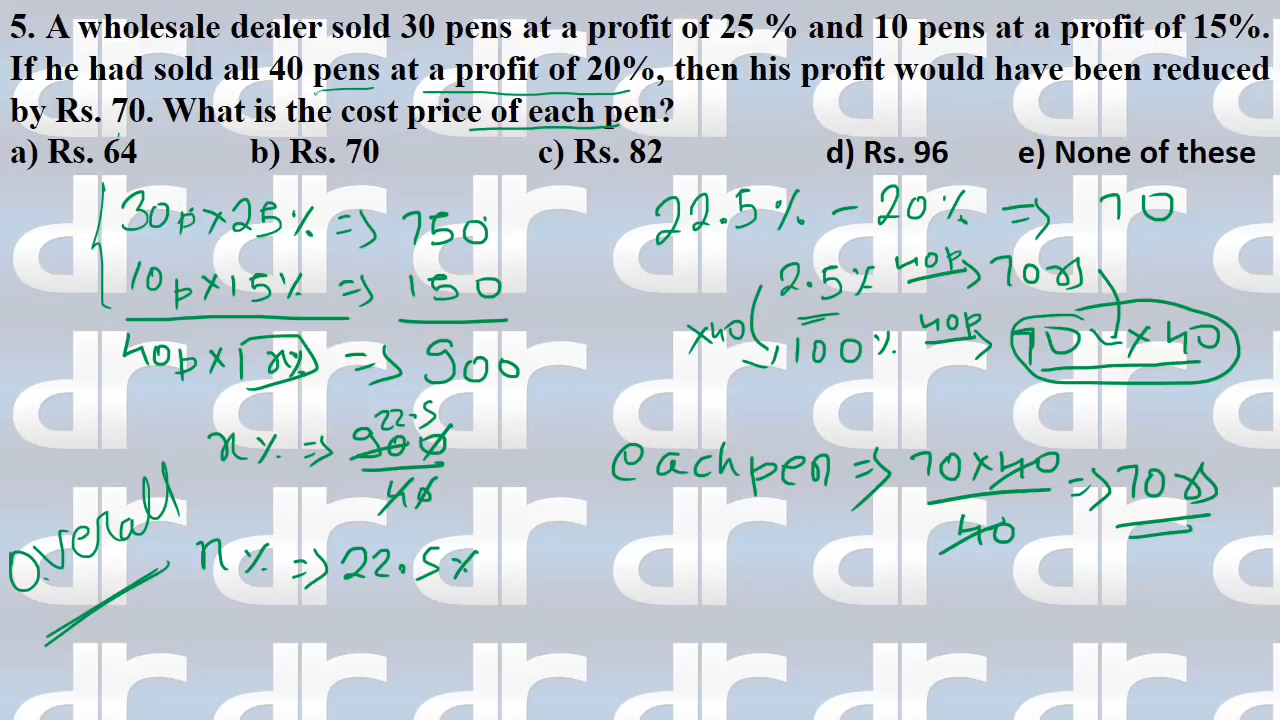 5. A wholesale dealer sold 30 pens at a profit of 25 % and 10 pens at a profit of 15%.
If he had sold all 40 pens at a profit of 20%, then his profit would have been reduced
by Rs. 70. What is the cost price of each pen?
a) Rs. 64 b) Rs. 70 c) Rs. 82 d) Rs. 96 e) None of these
30p×25% => 750
10p×15% => 150
40p× x% => 900
x% => 900/40 22.5
Overall
x% => 22.5%
22.5% - 20% => 70
2.5% 40p → 70rs
×40
100% 40p → 70 × 40
each pen => 70×40/40 => 70rs